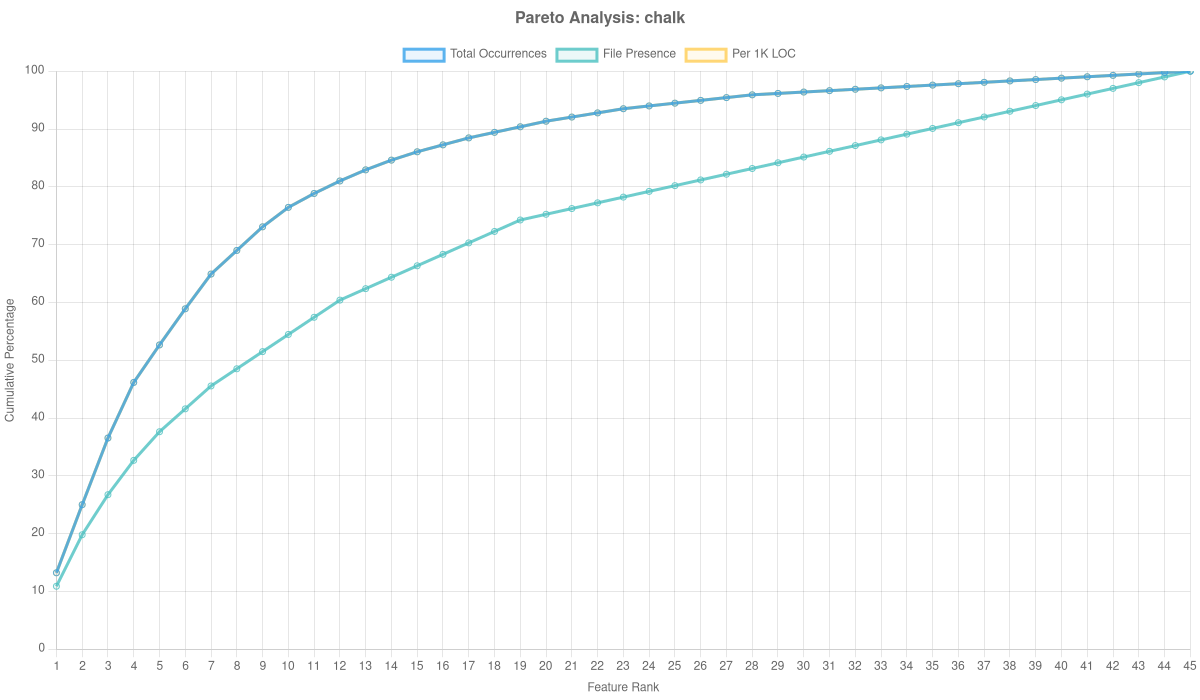 Pareto Analysis: chalk
Total Occurrences File Presence Per 1K LOC
100
90
80
70
60
50
40
30
20
10
0
Cumulative Percentage
1 2 3 4 5 6 7 8 9 10 11 12 13 14 15 16 17 18 19 20 21 22 23 24 25 26 27 28 29 30 31 32 33 34 35 36 37 38 39 40 41 42 43 44 45
Feature Rank